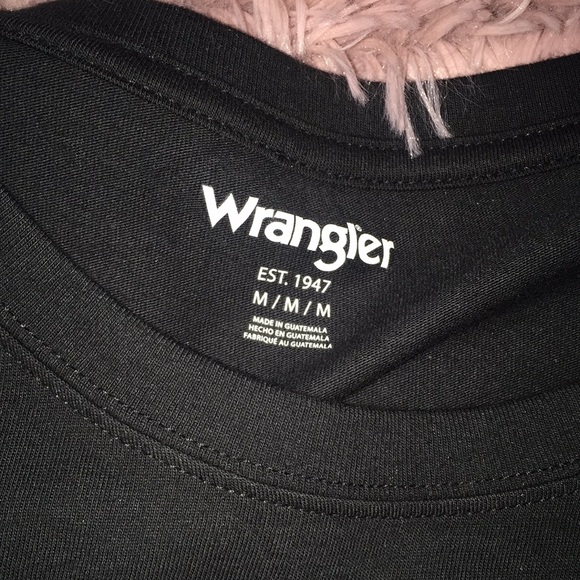 Wrangler®
EST. 1947
M / M / M
MADE IN GUATEMALA
HECHO EN GUATEMALA
FABRIQUÉ AU GUATEMALA